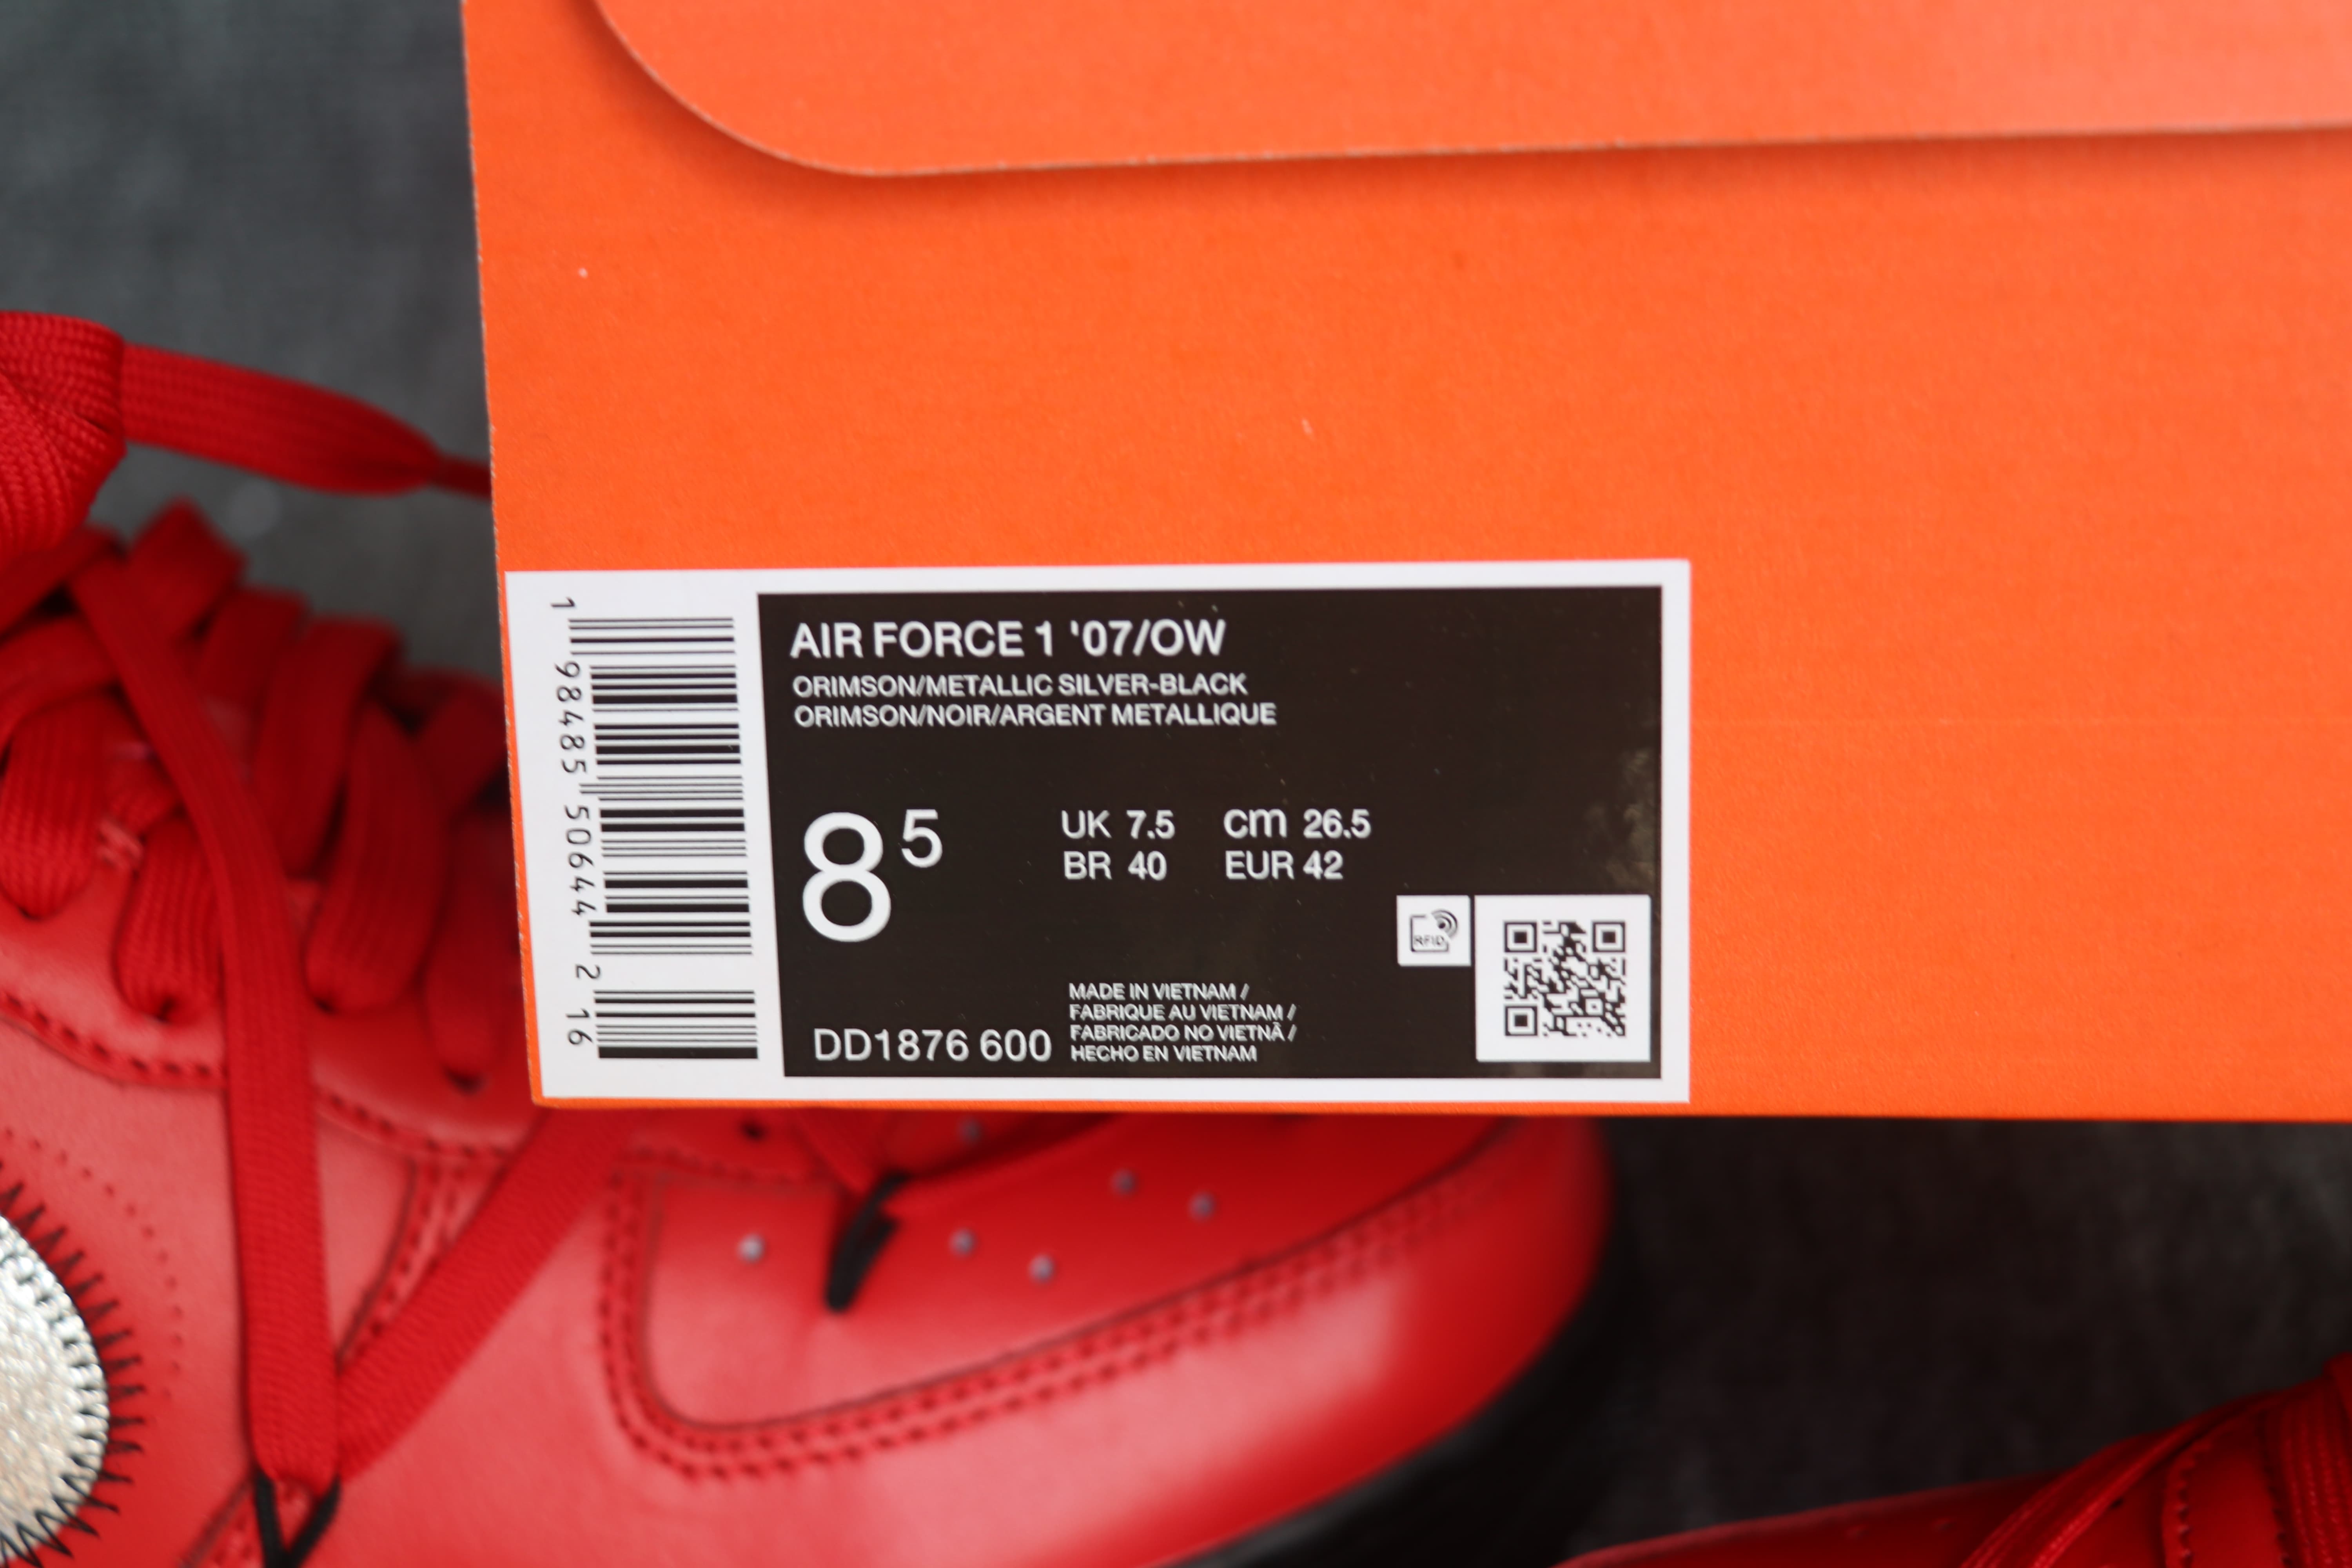 AIR FORCE 1 '07/OW
ORIMSON/METALLIC SILVER-BLACK
ORIMSON/NOIR/ARGENT METALLIQUE
8 5
UK 7.5 cm 26.5
BR 40 EUR 42
RFID
MADE IN VIETNAM /
FABRIQUE AU VIETNAM /
FABRICADO NO VIETNÃ /
HECHO EN VIETNAM
DD1876 600
1 98485 50644 2 16